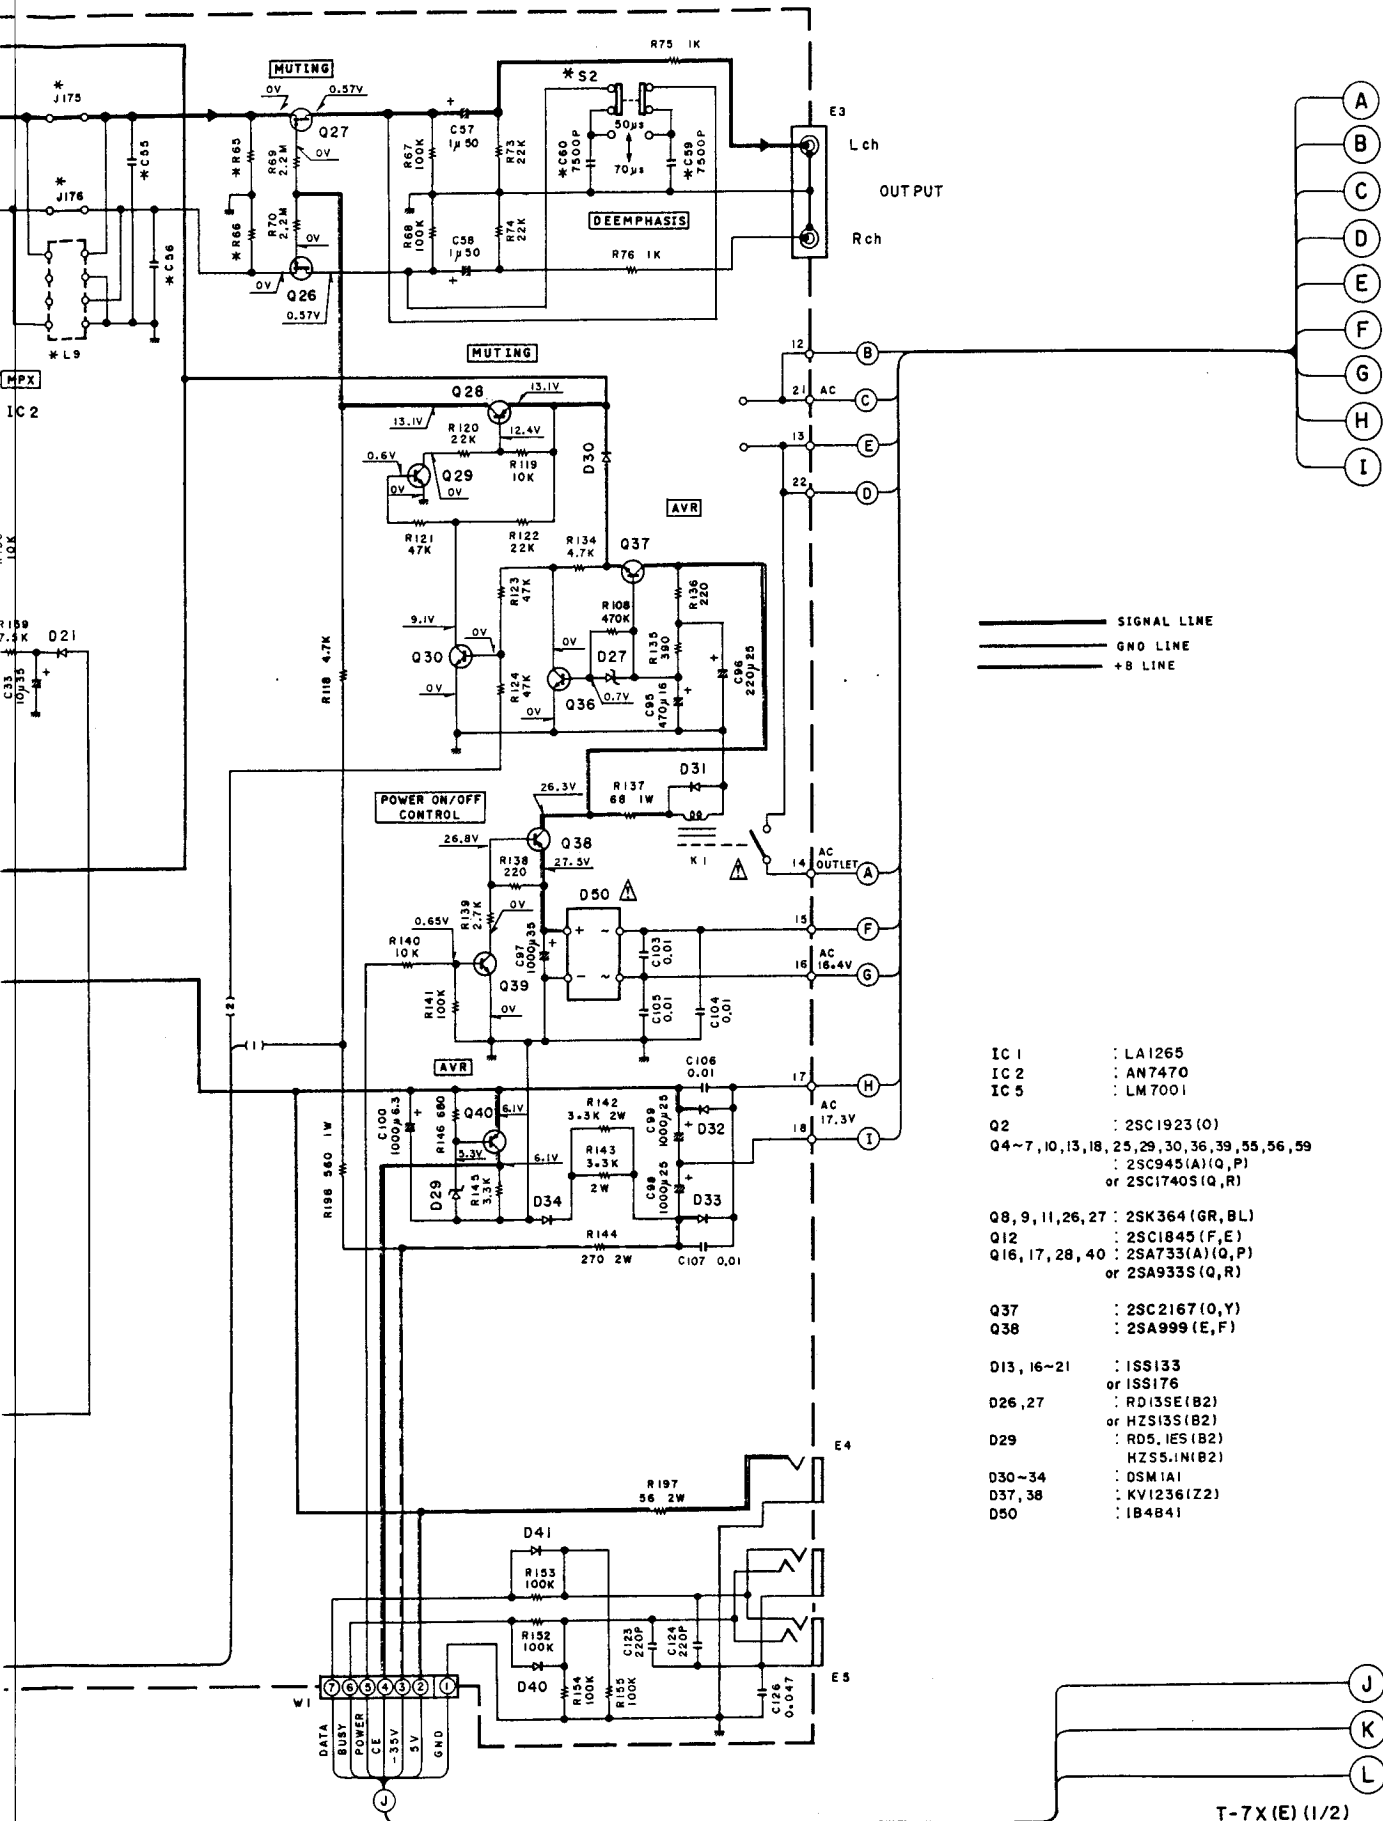 R75 1K
MUTING
* S2
0V
0.57V
*
J175
Q27
+
C57
1μ50
50μs
70μs
E3
Lch
OUTPUT
Rch
*C55
*R65
R69
2.2M
0V
R67
100K
R73
22K
*C60
7500P
*C59
7500P
*
J176
*R66
R70
2.2M
0V
R68
100K
C58
1μ50
+
R74
22K
DEEMPHASIS
R76 1K
*C56
0V
Q26
0.57V
* L9
MPX
IC2
MUTING
Q28
13.1V
13.1V
R120
22K
12.4V
0.6V
Q29
R119
10K
D30
0V
0V
AVR
R121
47K
R122
22K
R134
4.7K
Q37
10K
R123
47K
R108
470K
R136
220
9.1V
0V
0V
R135
390
D27
Q30
R124
47K
0V
Q36
0.7V
0V
C95
470μ16
+
C96
220μ25
+
R159
7.5K
D21
C33
10μ35
+
R118 4.7K
12
B
21
AC
C
13
E
22
D
A
B
C
D
E
F
G
H
I
SIGNAL LINE
GND LINE
+B LINE
POWER ON/OFF
CONTROL
26.3V
R137
68 1W
D31
26.8V
Q38
R138
220
27.5V
K1
AC
OUTLET
14
A
D50
R139
2.7K
0V
0.65V
R140
10K
C97
1000μ35
+
+
~
−
~
C103
0.01
15
F
AC
16.4V
16
G
Q39
R141
100K
0V
C105
0.01
C104
0.01
(2)
(1)
AVR
C106
0.01
17
H
AC
17.3V
18
I
C100
1000μ6.3
+
R146 680
Q40
6.1V
5.3V
6.1V
R142
3.3K 2W
R143
3.3K
2W
C99
1000μ25
+
D32
C98
1000μ25
+
D33
D29
R145
3.3K
D34
R198 560 1W
R144
270 2W
C107 0.01
IC1 : LA1265
IC2 : AN7470
IC5 : LM7001
Q2 : 2SC1923(O)
Q4~7,10,13,18,25,29,30,36,39,55,56,59
: 2SC945(A)(Q,P)
or 2SC1740S(Q,R)
Q8,9,11,26,27 : 2SK364(GR,BL)
Q12 : 2SC1845(F,E)
Q16,17,28,40 : 2SA733(A)(Q,P)
or 2SA933S(Q,R)
Q37 : 2SC2167(O,Y)
Q38 : 2SA999(E,F)
D13,16~21 : 1SS133
or 1SS176
D26,27 : RD13SE(B2)
or HZS13S(B2)
D29 : RD5.1ES(B2)
HZS5.1N(B2)
D30~34 : DSM1A1
D37,38 : KV1236(Z2)
D50 : 1B4B41
E4
R197
56 2W
D41
R153
100K
R152
100K
D40
R154
100K
R155
100K
C123
220P
C124
220P
C126
0.047
E5
W1
7 6 5 4 3 2 1
DATA
BUSY
POWER
CE
-35V
5V
GND
J
J
K
L
T-7X(E)(1/2)